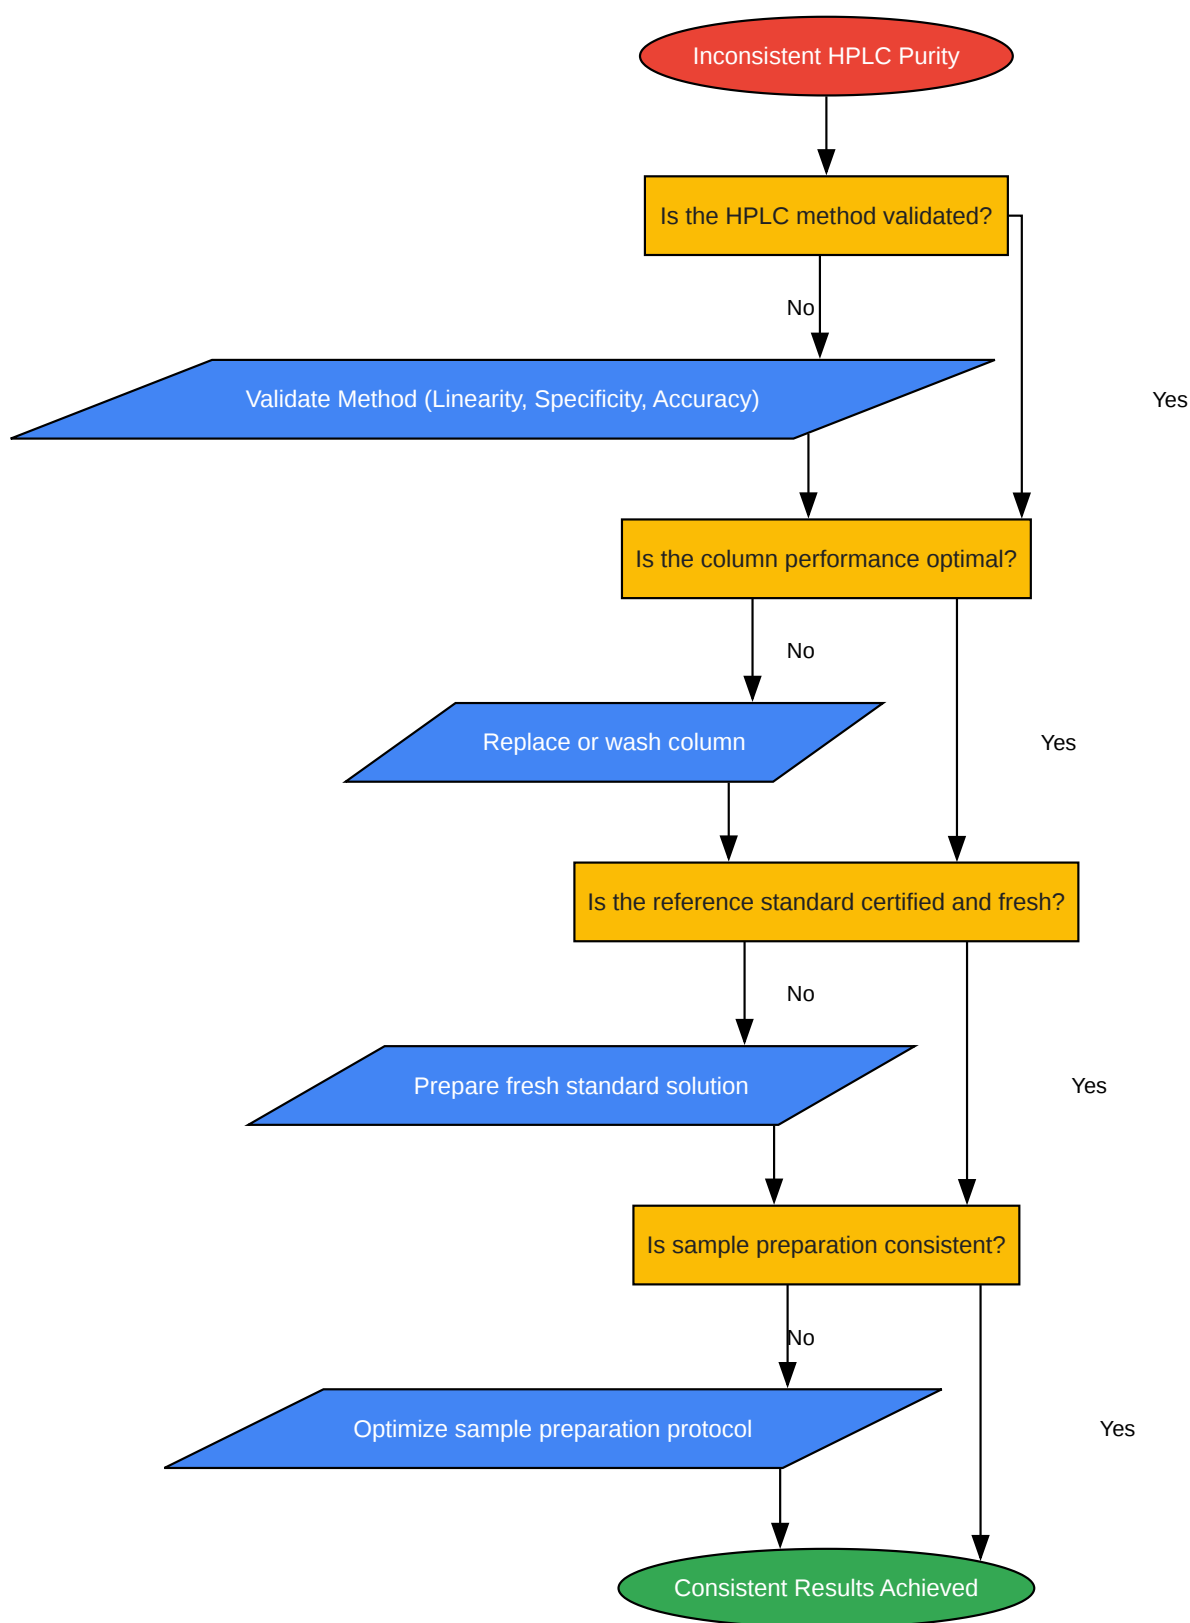 Inconsistent HPLC Purity
Is the HPLC method validated?
No
Validate Method (Linearity, Specificity, Accuracy)
Yes
Is the column performance optimal?
No
Replace or wash column
Yes
Is the reference standard certified and fresh?
No
Prepare fresh standard solution
Yes
Is sample preparation consistent?
No
Optimize sample preparation protocol
Yes
Consistent Results Achieved